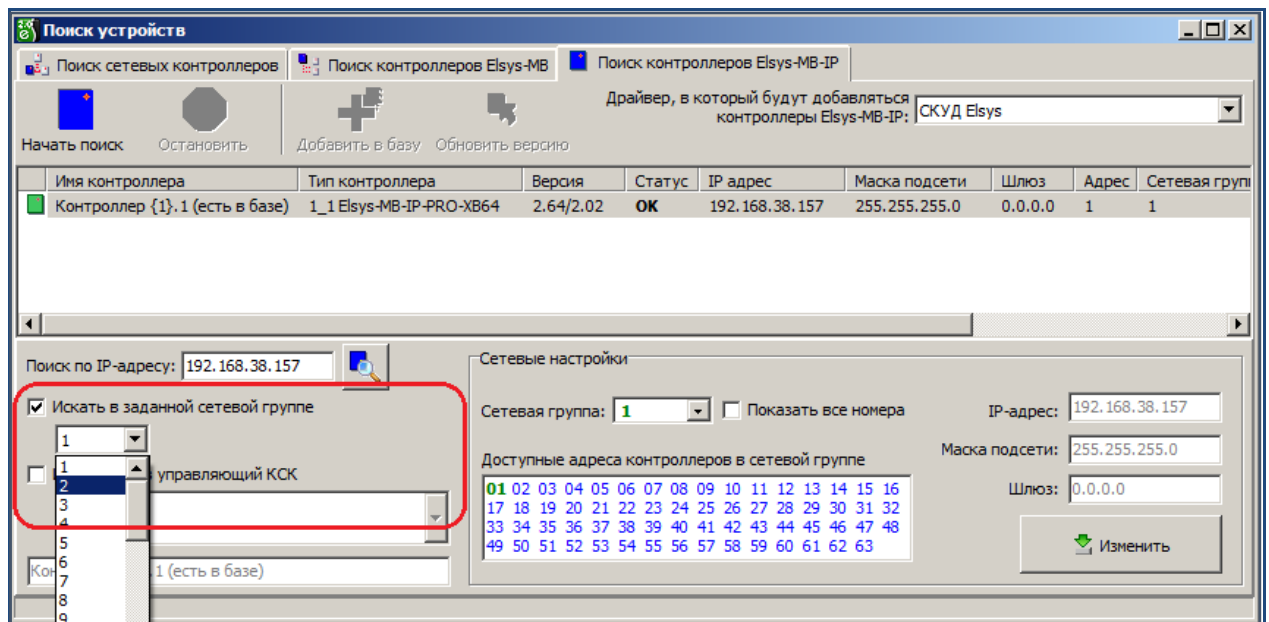 Поиск устройств
Поиск сетевых контроллеров Поиск контроллеров Elsys-MB Поиск контроллеров Elsys-MB-IP
Начать поиск Остановить Добавить в базу Обновить версию
Драйвер, в который будут добавляться
контроллеры Elsys-MB-IP: СКУД Elsys
Имя контроллера Тип контроллера Версия Статус IP адрес Маска подсети Шлюз Адрес Сетевая групп
Контроллер {1}.1 (есть в базе) 1_1 Elsys-MB-IP-PRO-XB64 2.64/2.02 OK 192.168.38.157 255.255.255.0 0.0.0.0 1 1
Поиск по IP-адресу: 192.168.38.157
Искать в заданной сетевой группе
1
1
2
3
4
5
6
7
8
9
управляющий КСК
1 (есть в базе)
Сетевые настройки
Сетевая группа: 1 Показать все номера
Доступные адреса контроллеров в сетевой группе
01 02 03 04 05 06 07 08 09 10 11 12 13 14 15 16
17 18 19 20 21 22 23 24 25 26 27 28 29 30 31 32
33 34 35 36 37 38 39 40 41 42 43 44 45 46 47 48
49 50 51 52 53 54 55 56 57 58 59 60 61 62 63
IP-адрес: 192.168.38.157
Маска подсети: 255.255.255.0
Шлюз: 0.0.0.0
Изменить